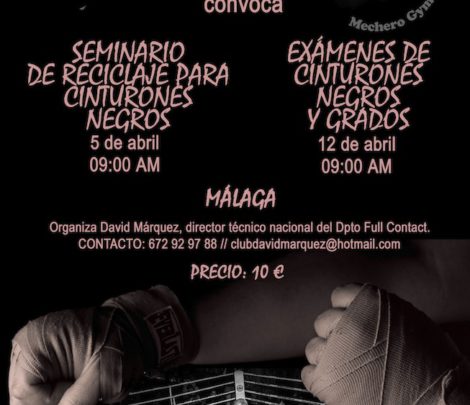 convoca
Mechero Gym
SEMINARIO
DE RECICLAJE PARA
CINTURONES
NEGROS
5 de abril
09:00 AM
EXÁMENES DE
CINTURONES
NEGROS
Y GRADOS
12 de abril
09:00 AM
MÁLAGA
Organiza David Márquez, director técnico nacional del Dpto Full Contact.
CONTACTO: 672 92 97 88 // clubdavidmarquez@hotmail.com
PRECIO: 10 €
EVERLAST